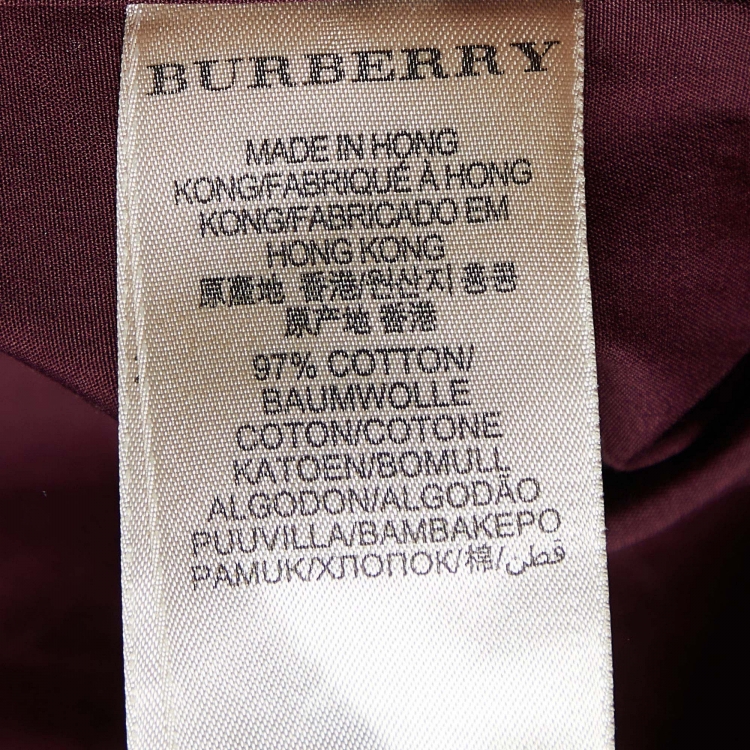 BURBERRY
MADE IN HONG
KONG/FABRIQUÉ À HONG
KONG/FABRICADO EM
HONG KONG
原產地 香港/원산지 홍콩
原产地 香港
97% COTTON/
BAUMWOLLE
COTON/COTONE
KATOEN/BOMULL
ALGODON/ALGODÃO
PUUVILLA/ΒΑΜΒΑΚΕΡΟ
PAMUK/ХЛОПОК/棉/قطن